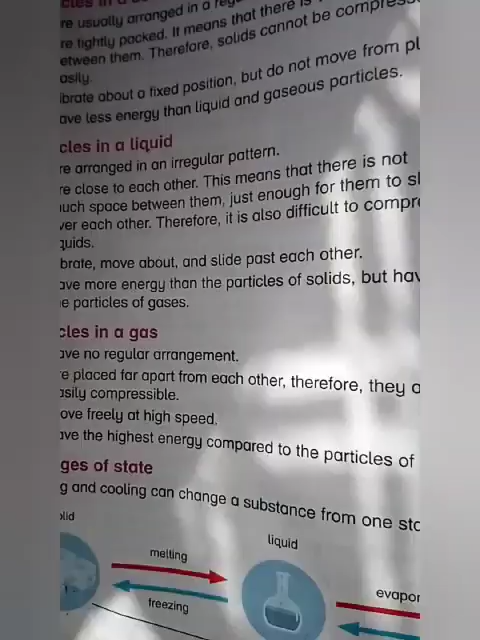 cles in a
re usually arranged in a
re tightly packed. It means that there is
etween them. Therefore, solids cannot be compress
asily.
ibrate about a fixed position, but do not move from pl
ave less energy than liquid and gaseous particles.
cles in a liquid
re arranged in an irregular pattern.
re close to each other. This means that there is not
uch space between them, just enough for them to sl
ver each other. Therefore, it is also difficult to compre
quids.
brate, move about, and slide past each other.
ave more energy than the particles of solids, but hav
e particles of gases.
cles in a gas
ave no regular arrangement.
e placed far apart from each other, therefore, they a
asily compressible.
ove freely at high speed.
ave the highest energy compared to the particles of
ges of state
g and cooling can change a substance from one sta
olid
liquid
melting
freezing
evapor